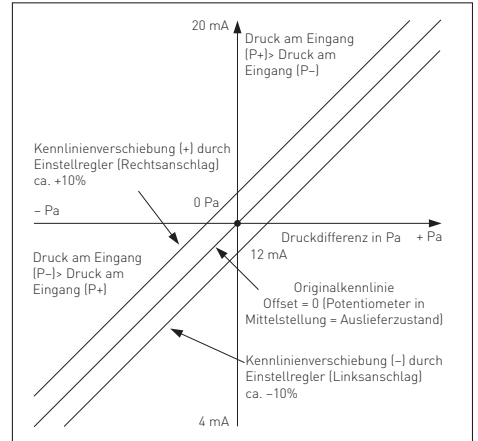 20 mA
Druck am Eingang
(P+)> Druck am
Eingang (P–)
Kennlinienverschiebung (+) durch
Einstellregler (Rechtsanschlag)
ca. +10%
0 Pa
– Pa
Druckdifferenz in Pa
+ Pa
12 mA
Druck am Eingang
(P–)> Druck am
Eingang (P+)
Originalkennlinie
Offset = 0 (Potentiometer in
Mittelstellung = Auslieferzustand)
Kennlinienverschiebung (–) durch
Einstellregler (Linksanschlag)
ca. –10%
4 mA